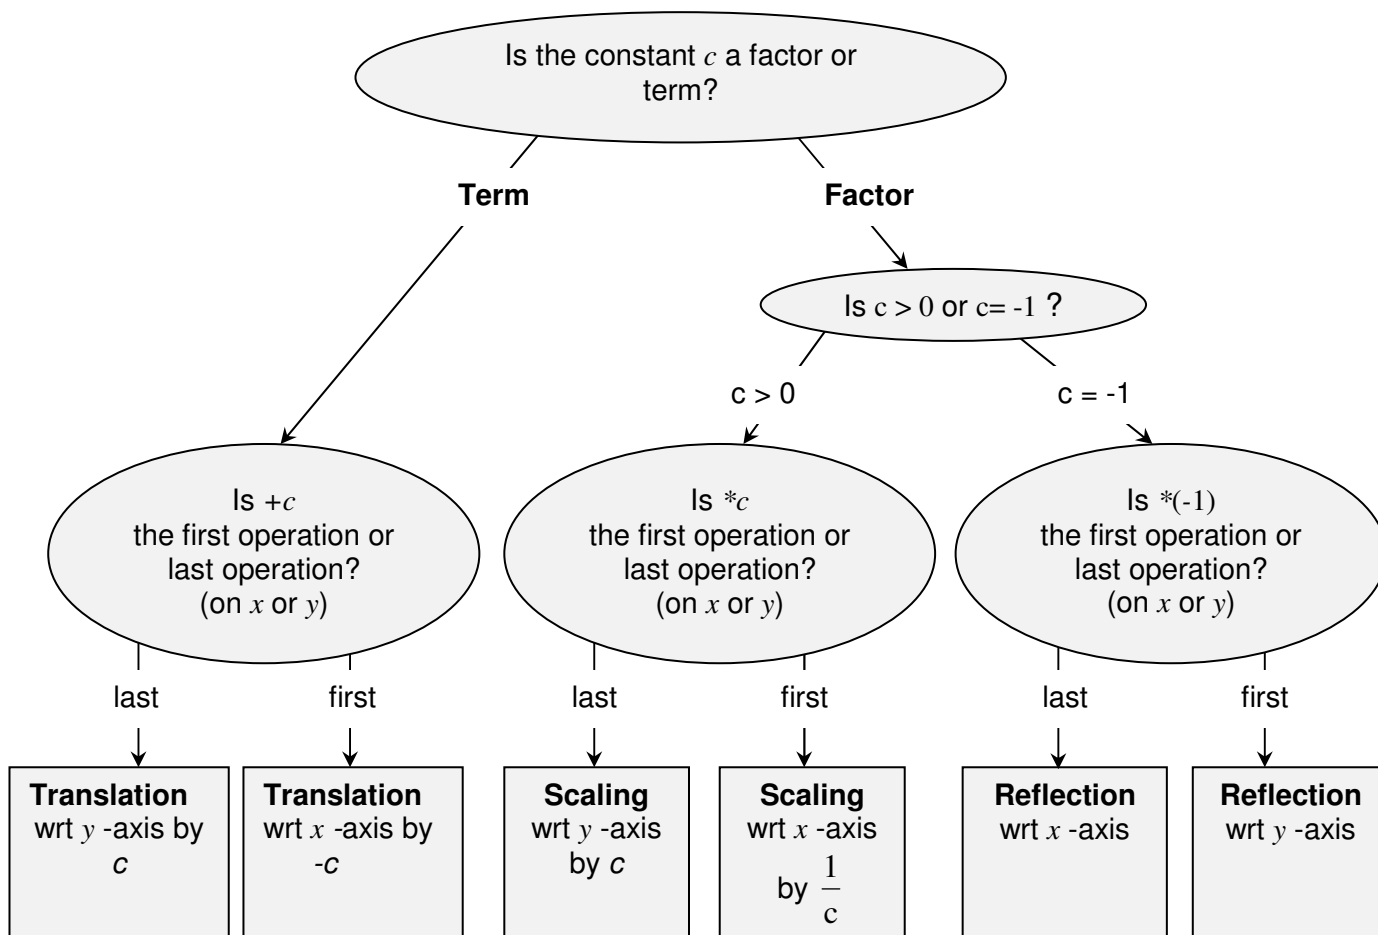 Is the constant c a factor or
term?
Term
Factor
Is c > 0 or c= -1 ?
c > 0
c = -1
Is +c
the first operation or
last operation?
(on x or y)
Is *c
the first operation or
last operation?
(on x or y)
Is *(-1)
the first operation or
last operation?
(on x or y)
last
first
last
first
last
first
Translation
wrt y -axis by
c
Translation
wrt x -axis by
-c
Scaling
wrt y -axis
by c
Scaling
wrt x -axis
by 1/c
Reflection
wrt x -axis
Reflection
wrt y -axis